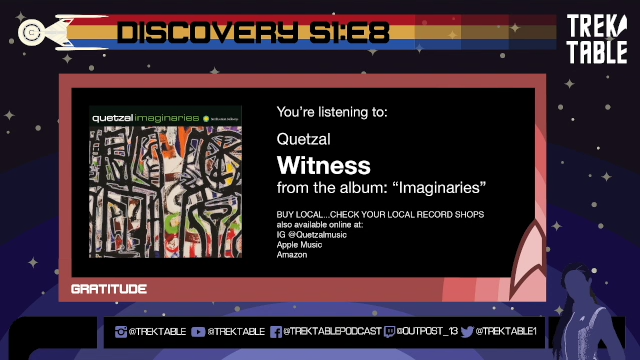 DISCOVERY S1:E8
TREK
TABLE
quetzal imaginaries
You're listening to:
Quetzal
Witness
from the album: “Imaginaries”
BUY LOCAL...CHECK YOUR LOCAL RECORD SHOPS
also available online at:
IG @Quetzalmusic
Apple Music
Amazon
GRATITUDE
@TREKTABLE @TREKTABLE @TREKTABLEPODCAST @OUTPOST_13 @TREKTABLE1